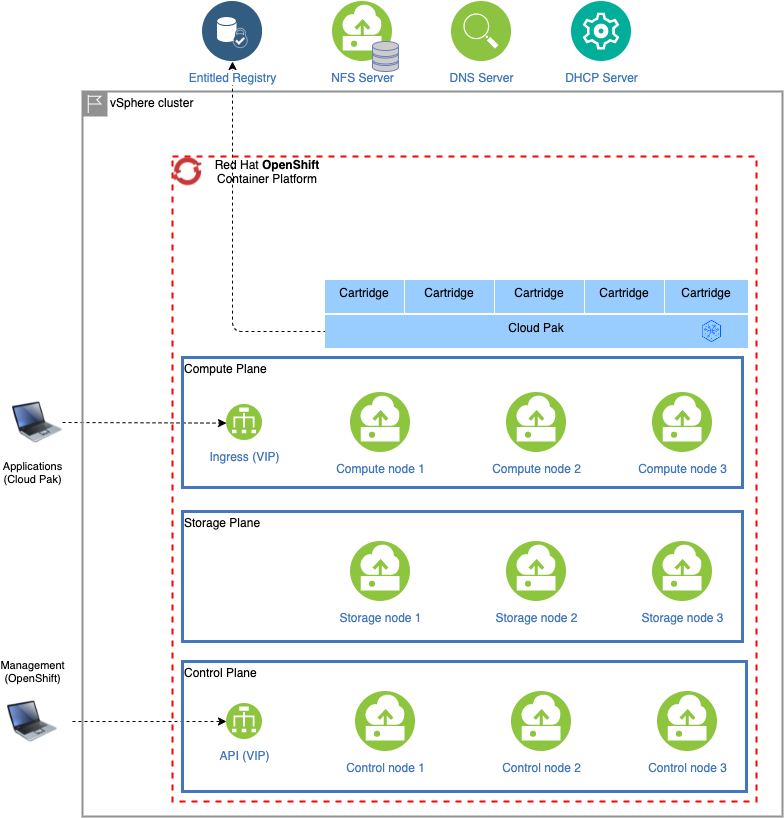 Entitled Registry
NFS Server
DNS Server
DHCP Server
vSphere cluster
Red Hat OpenShift
Container Platform
Cartridge
Cartridge
Cartridge
Cartridge
Cartridge
Cloud Pak
Compute Plane
Ingress (VIP)
Compute node 1
Compute node 2
Compute node 3
Applications
(Cloud Pak)
Storage Plane
Storage node 1
Storage node 2
Storage node 3
Management
(OpenShift)
Control Plane
API (VIP)
Control node 1
Control node 2
Control node 3